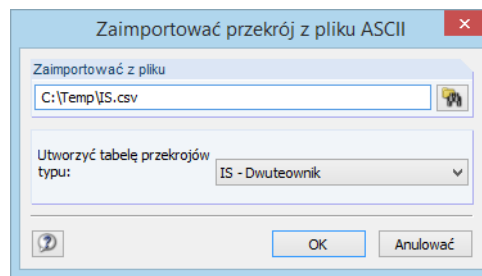 Zaimportować przekrój z pliku ASCII
Zaimportować z pliku
C:\Temp\IS.csv
Utworzyć tabelę przekrojów
typu:
IS - Dwuteownik
OK
Anulować